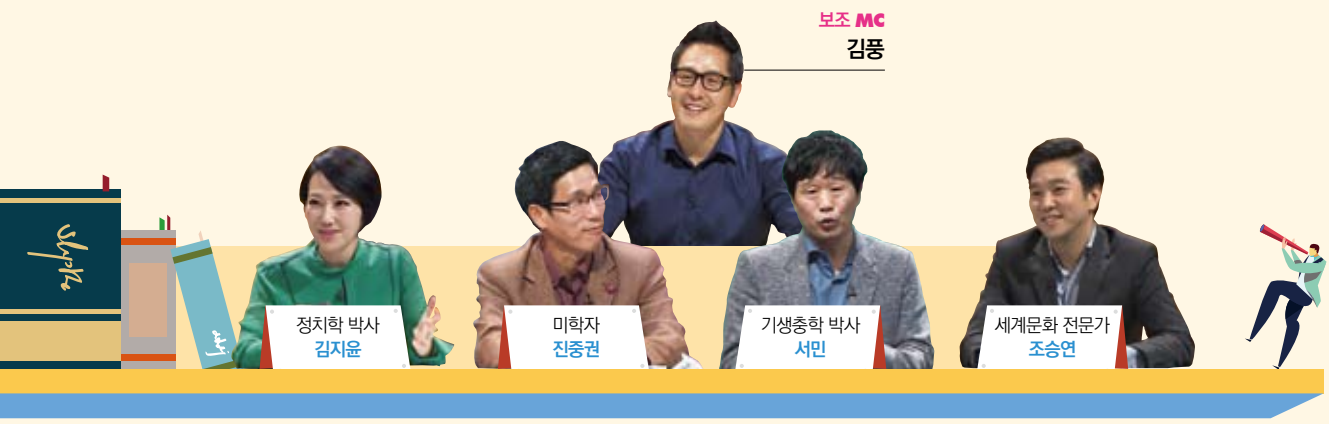 보조 MC
김풍
정치학 박사
김지윤
미학자
진중권
기생충학 박사
서민
세계문화 전문가
조승연